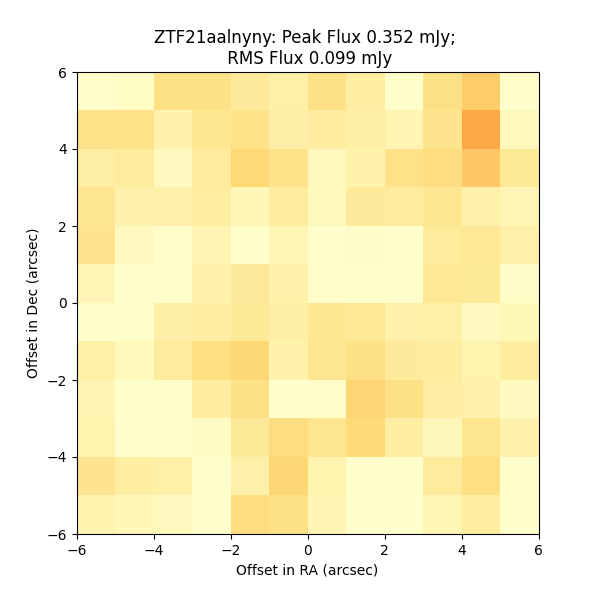 ZTF21aalnyny: Peak Flux 0.352 mJy;
RMS Flux 0.099 mJy
6
4
2
0
−2
−4
−6
Offset in Dec (arcsec)
−6 −4 −2 0 2 4 6
Offset in RA (arcsec)